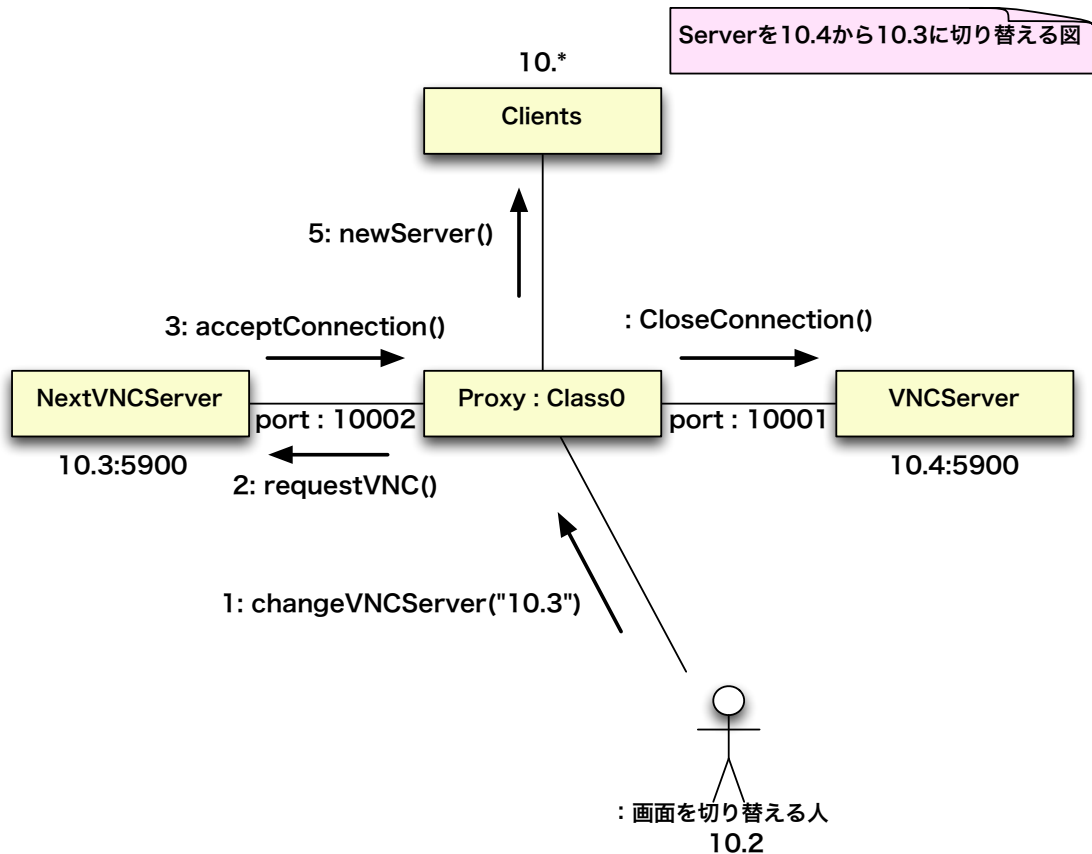 Serverを10.4から10.3に切り替える図
10.*
Clients
5: newServer()
3: acceptConnection()
: CloseConnection()
NextVNCServer
Proxy : Class0
VNCServer
port : 10002
port : 10001
10.3:5900
10.4:5900
2: requestVNC()
1: changeVNCServer("10.3")
: 画面を切り替える人
10.2